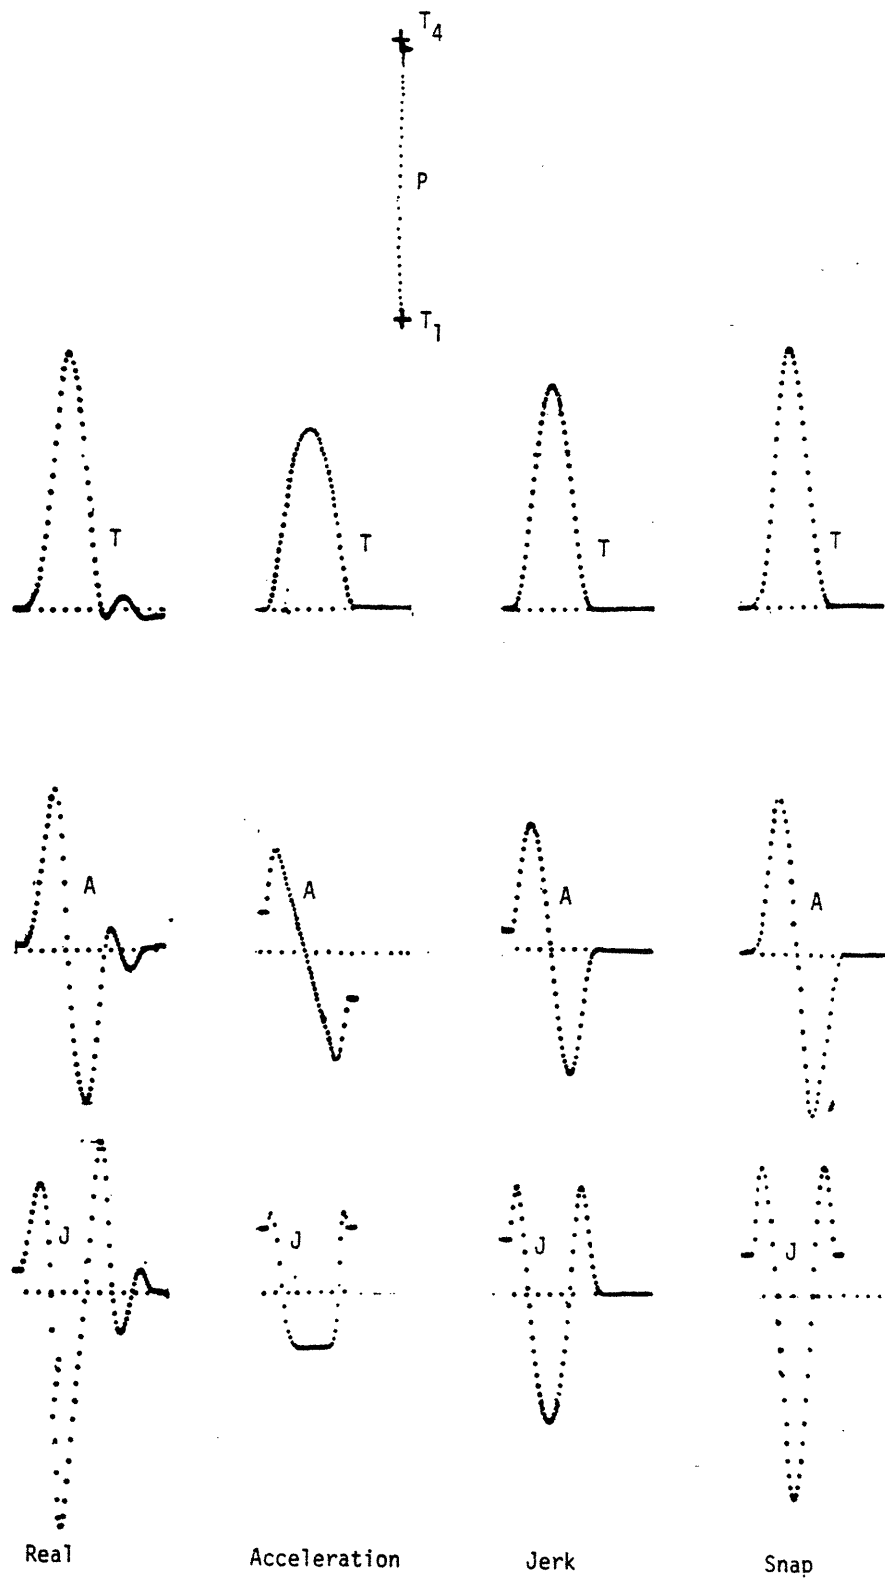 T4
P
T1
T T T T
A A A A
J J J J
Real Acceleration Jerk Snap